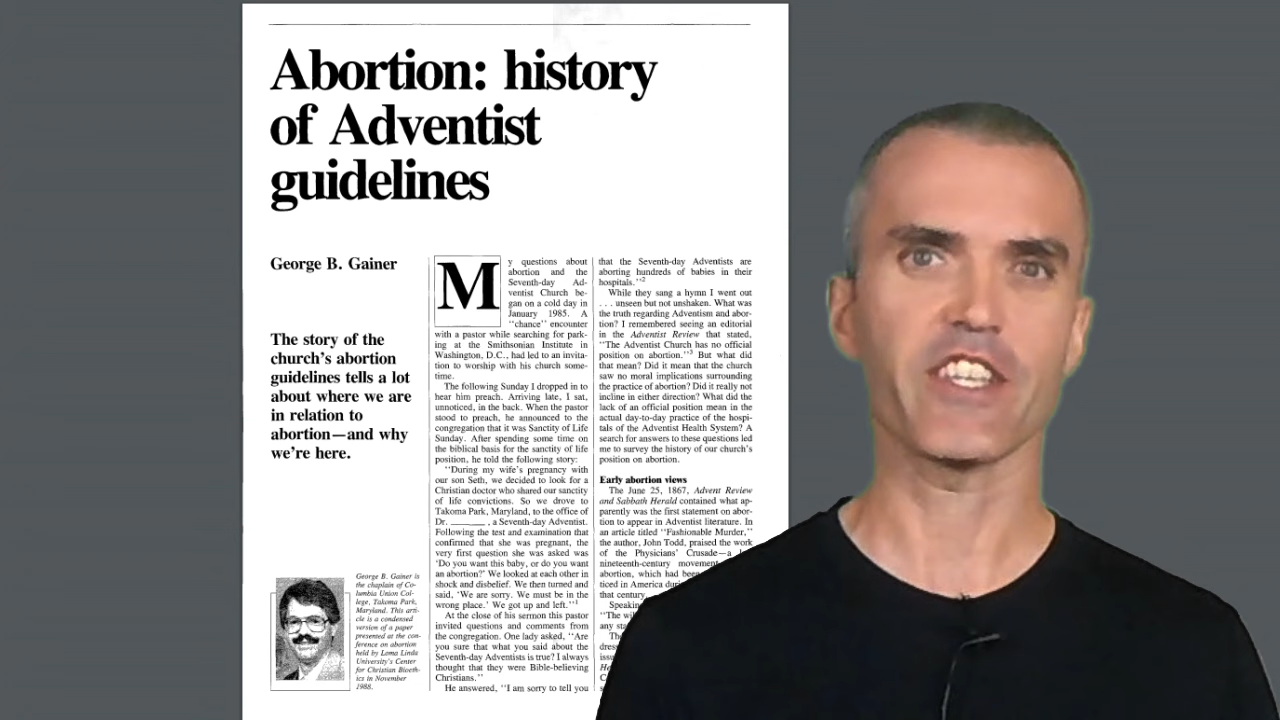 Abortion: history
of Adventist
guidelines
George B. Gainer
The story of the
church's abortion
guidelines tells a lot
about where we are
in relation to
abortion—and why
we're here.
George B. Gainer is
the chaplain of Co-
lumbia Union Col-
lege, Takoma Park,
Maryland. This arti-
cle is a condensed
version of a paper
presented at the con-
ference on abortion
held by Loma Linda
University's Center
for Christian Bioeth-
ics in November
1988.
M
y questions about
abortion and the
Seventh-day Ad-
ventist Church be-
gan on a cold day in
January 1985. A
"chance" encounter
with a pastor while searching for park-
ing at the Smithsonian Institute in
Washington, D.C., had led to an invita-
tion to worship with his church some-
time.
The following Sunday I dropped in to
hear him preach. Arriving late, I sat,
unnoticed, in the back. When the pastor
stood to preach, he announced to the
congregation that it was Sanctity of Life
Sunday. After spending some time on
the biblical basis for the sanctity of life
position, he told the following story:
"During my wife's pregnancy with
our son Seth, we decided to look for a
Christian doctor who shared our sanctity
of life convictions. So we drove to
Takoma Park, Maryland, to the office of
Dr. ______, a Seventh-day Adventist.
Following the test and examination that
confirmed that she was pregnant, the
very first question she was asked was
'Do you want this baby, or do you want
an abortion?' We looked at each other in
shock and disbelief. We then turned and
said, 'We are sorry. We must be in the
wrong place.' We got up and left."1
At the close of his sermon this pastor
invited questions and comments from
the congregation. One lady asked, "Are
you sure that what you said about the
Seventh-day Adventists is true? I always
thought that they were Bible-believing
Christians."
He answered, "I am sorry to tell you
that the Seventh-day Adventists are
aborting hundreds of babies in their
hospitals."2
While they sang a hymn I went out
. . . unseen but not unshaken. What was
the truth regarding Adventism and abor-
tion? I remembered seeing an editorial
in the Adventist Review that stated,
"The Adventist Church has no official
position on abortion."3 But what did
that mean? Did it mean that the church
saw no moral implications surrounding
the practice of abortion? Did it really not
incline in either direction? What did the
lack of an official position mean in the
actual day-to-day practice of the hospi-
tals of the Adventist Health System? A
search for answers to these questions led
me to survey the history of our church's
position on abortion.
Early abortion views
The June 25, 1867, Advent Review
and Sabbath Herald contained what ap-
parently was the first statement on abor-
tion to appear in Adventist literature. In
an article titled "Fashionable Murder,"
the author, John Todd, praised the work
of the Physicians' Crusade—a
nineteenth-century movement
abortion, which had been
ticed in America
that century.
Speaking
"The
any